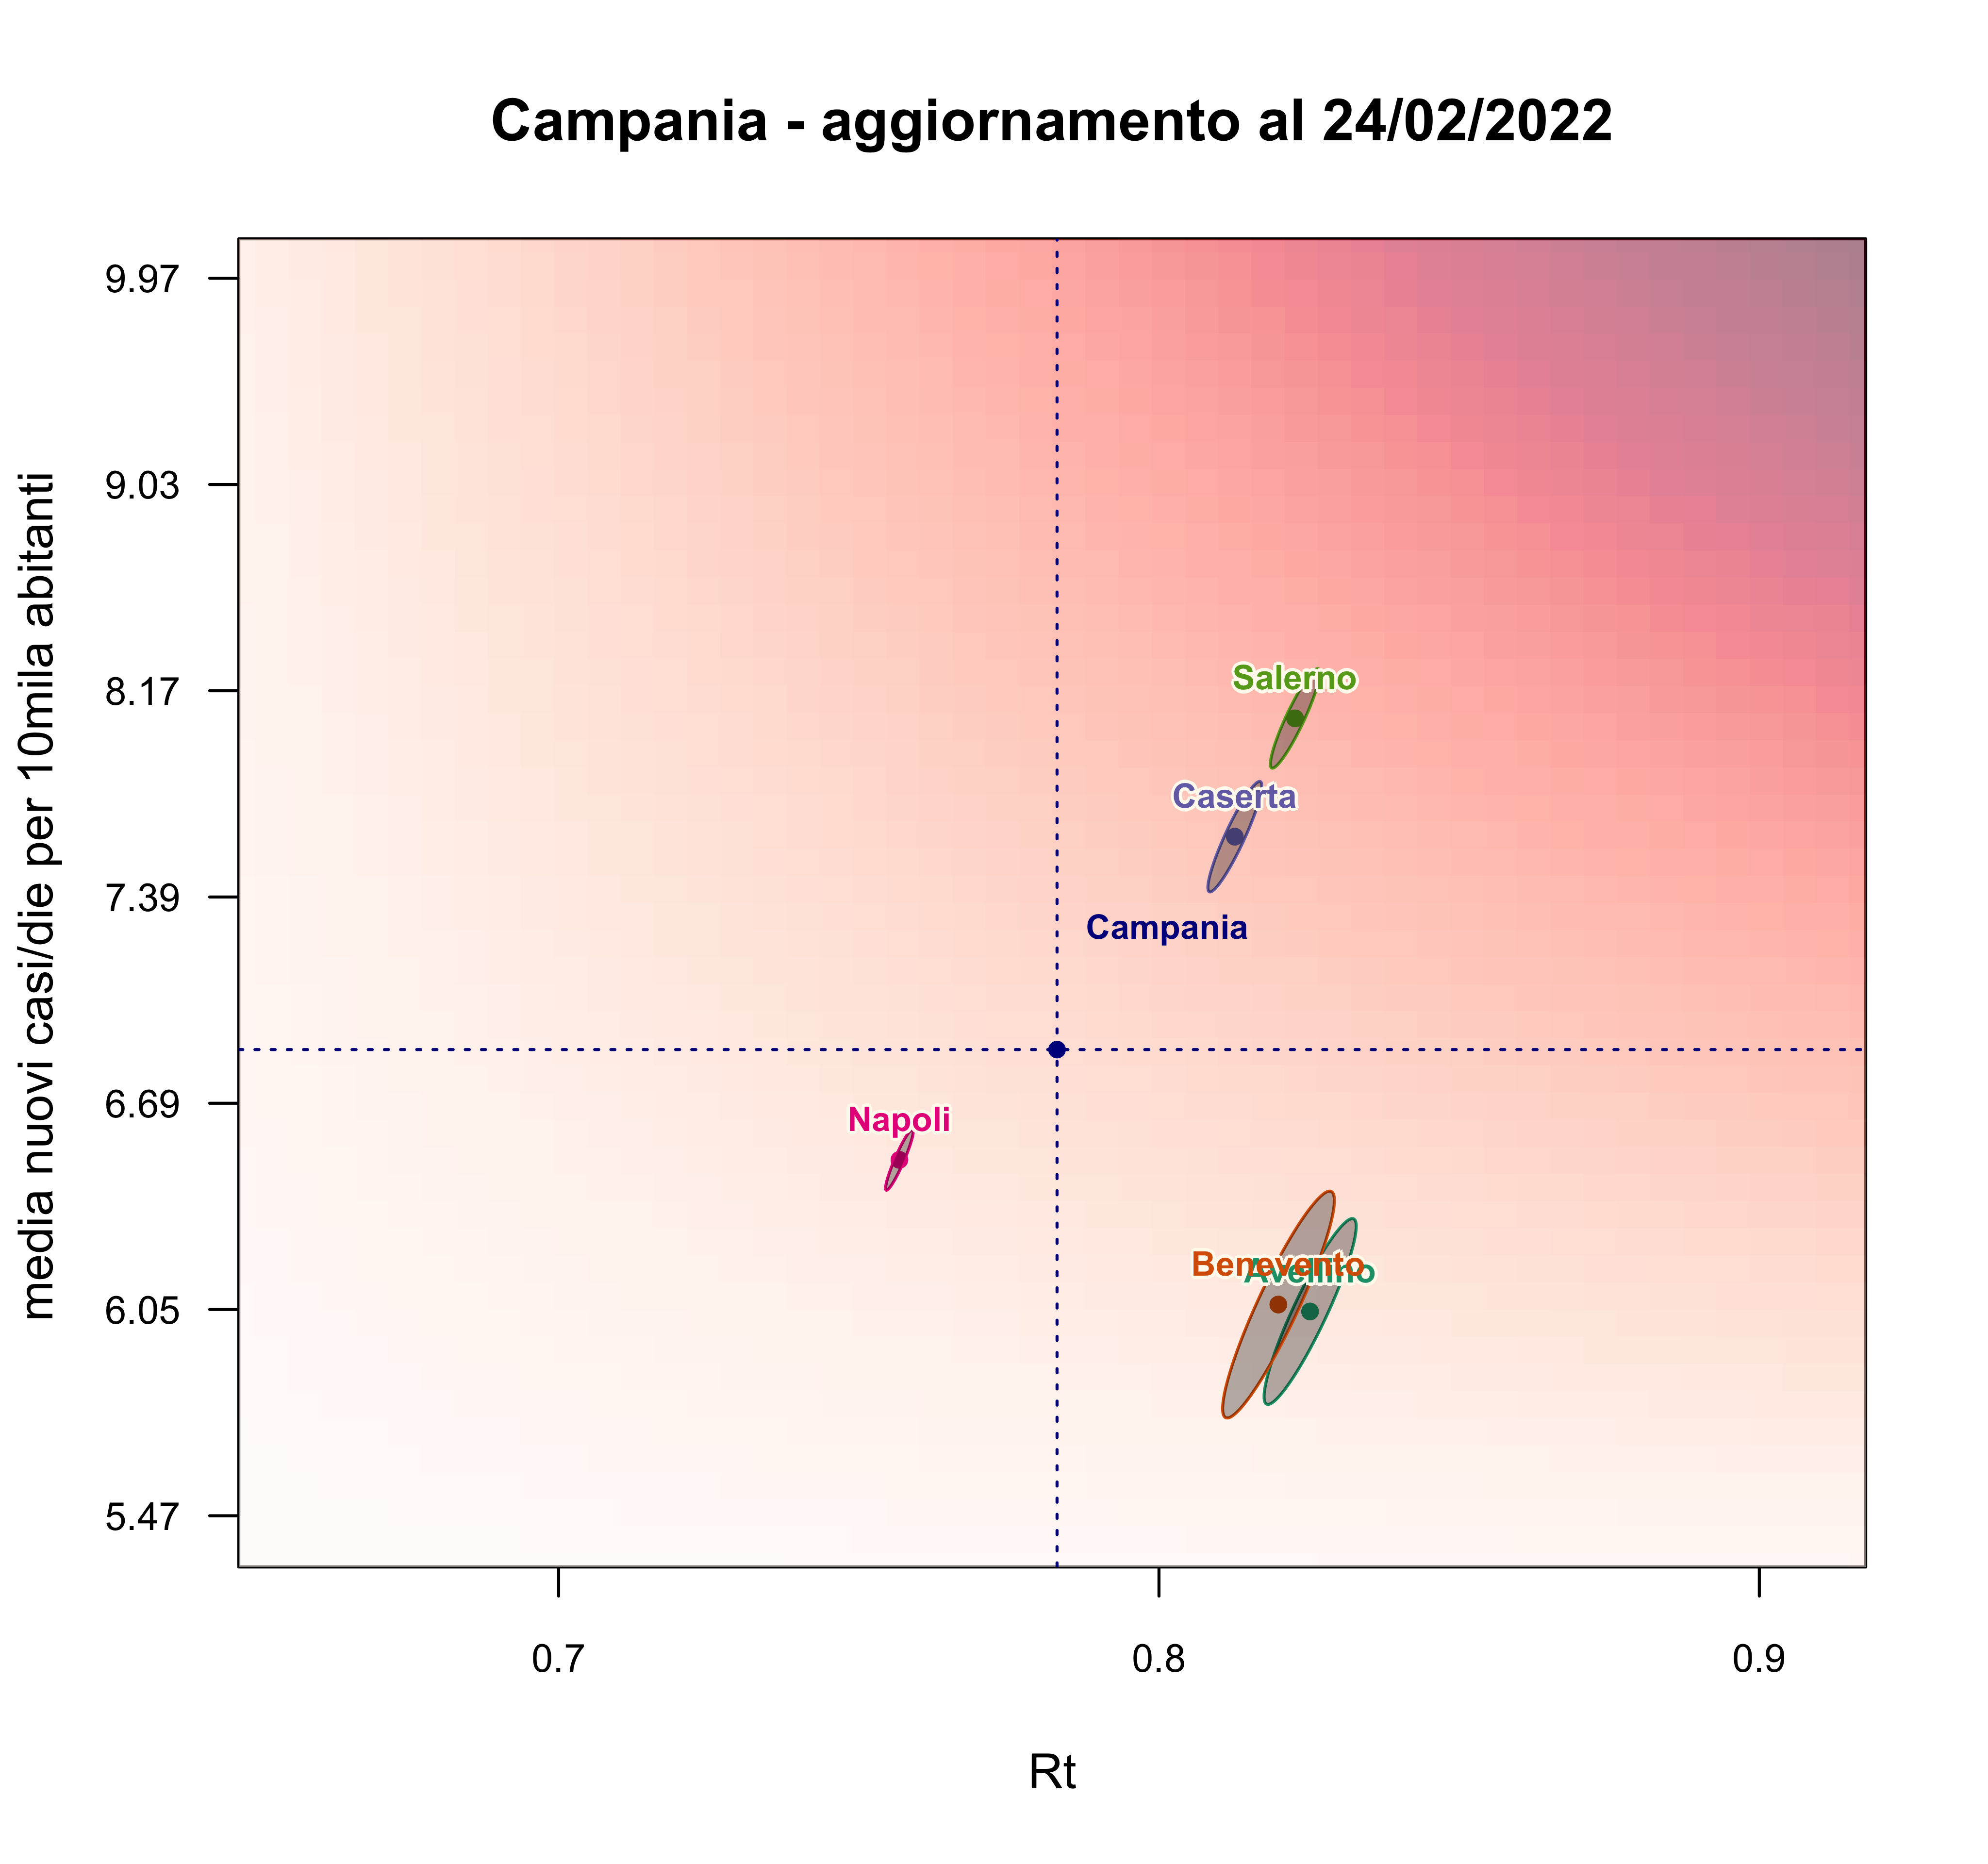 Campania - aggiornamento al 24/02/2022
media nuovi casi/die per 10mila abitanti
9.97
9.03
8.17
7.39
6.69
6.05
5.47
Salerno
Caserta
Campania
Napoli
Benevento
Avellino
0.7
0.8
0.9
Rt